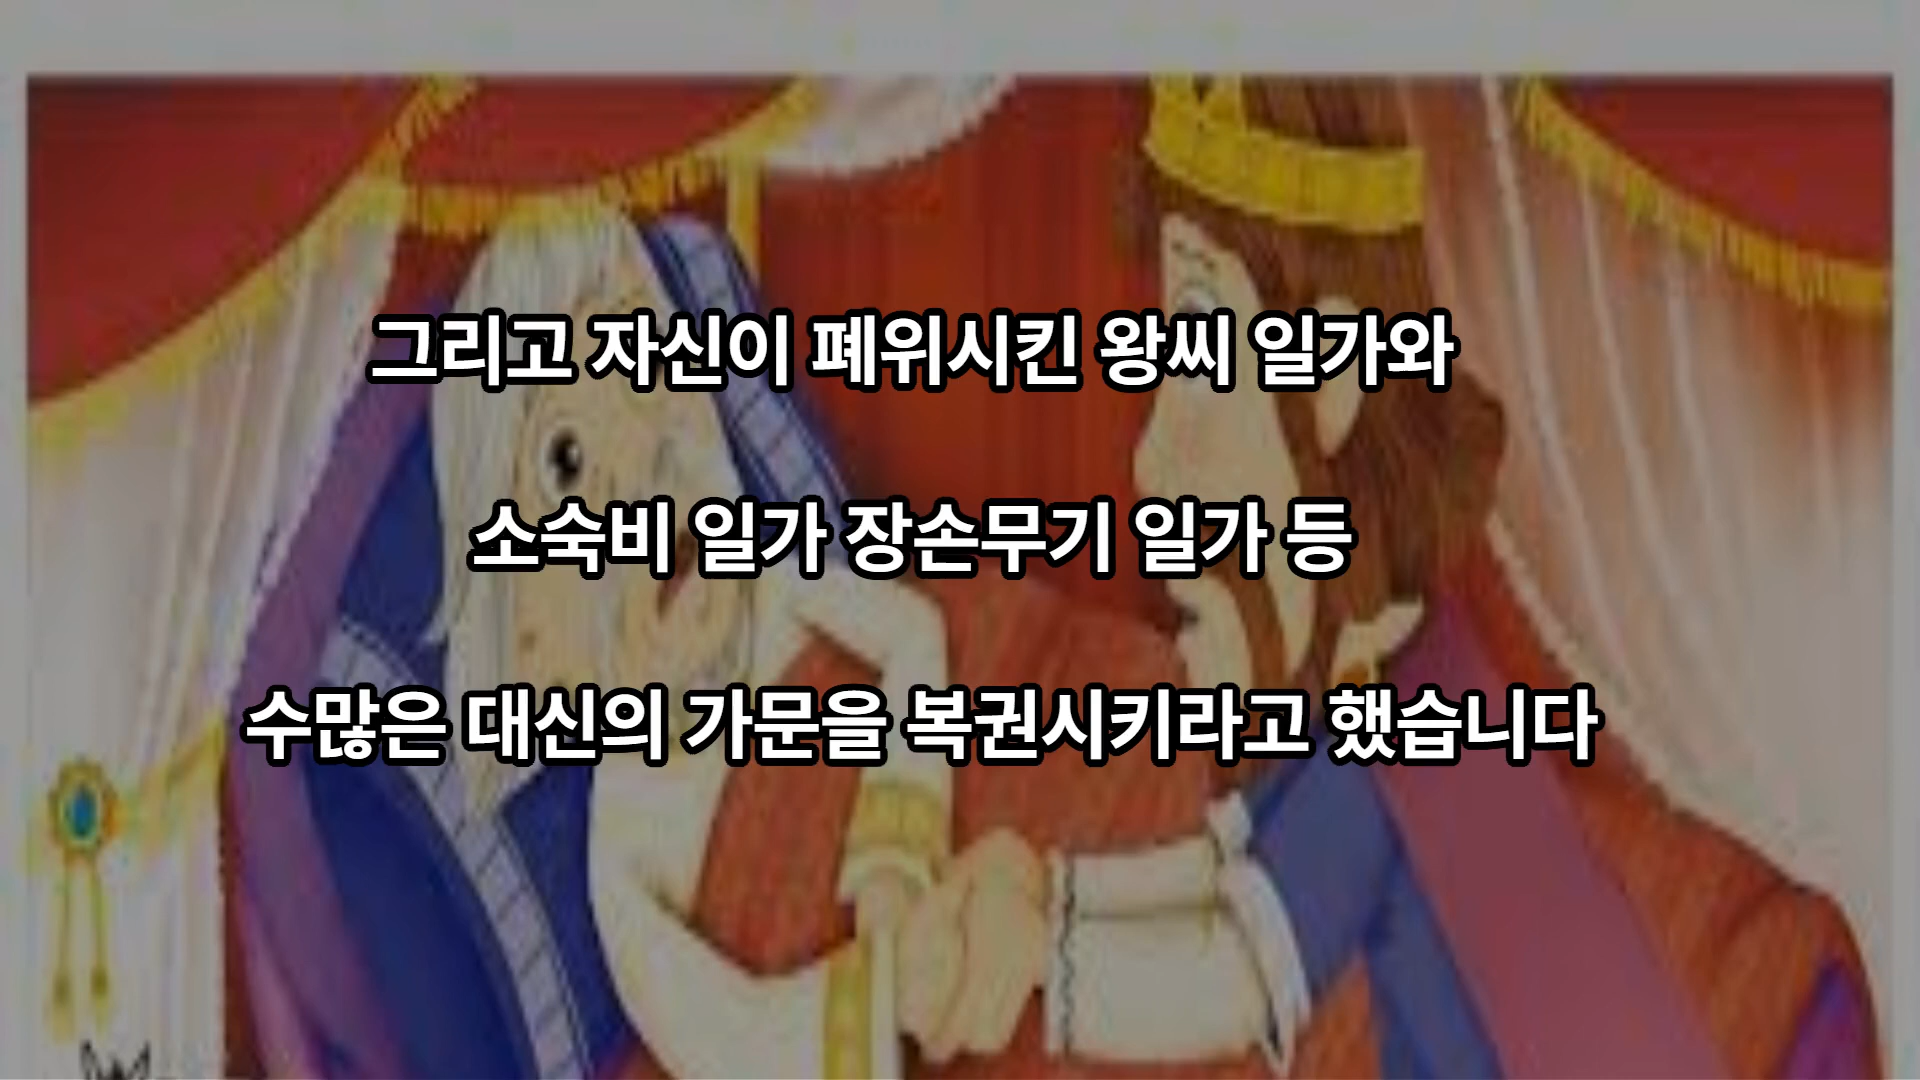 그리고 자신이 폐위시킨 왕씨 일가와
소숙비 일가 장손무기 일가 등
수많은 대신의 가문을 복권시키라고 했습니다